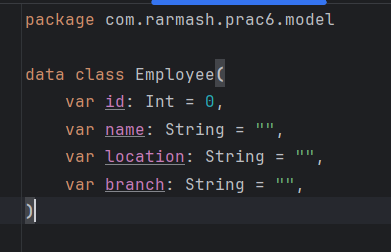 package com.rarmash.prac6.model
data class Employee(
    var id: Int = 0,
    var name: String = "",
    var location: String = "",
    var branch: String = "",
)